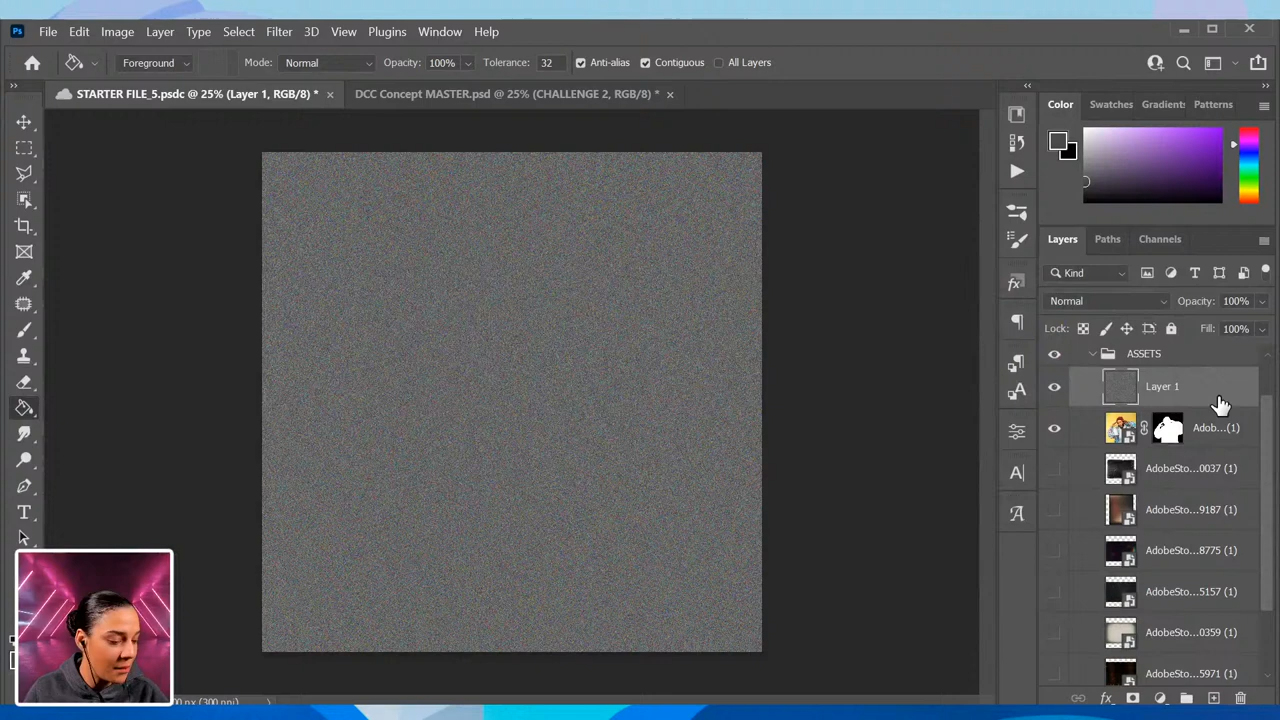 Ps File Edit Image Layer Type Select Filter 3D View Plugins Window Help
Foreground Mode: Normal Opacity: 100% Tolerance: 32 Anti-alias Contiguous All Layers
STARTER FILE_5.psdc @ 25% (Layer 1, RGB/8) * DCC Concept MASTER.psd @ 25% (CHALLENGE 2, RGB/8) *
Color Swatches Gradients Patterns
Layers Paths Channels
Kind
Normal Opacity: 100%
Lock: Fill: 100%
ASSETS
Layer 1
Adob...(1)
AdobeSto...0037 (1)
AdobeSto...9187 (1)
AdobeSto...8775 (1)
AdobeSto...5157 (1)
AdobeSto...0359 (1)
AdobeSto...5971 (1)